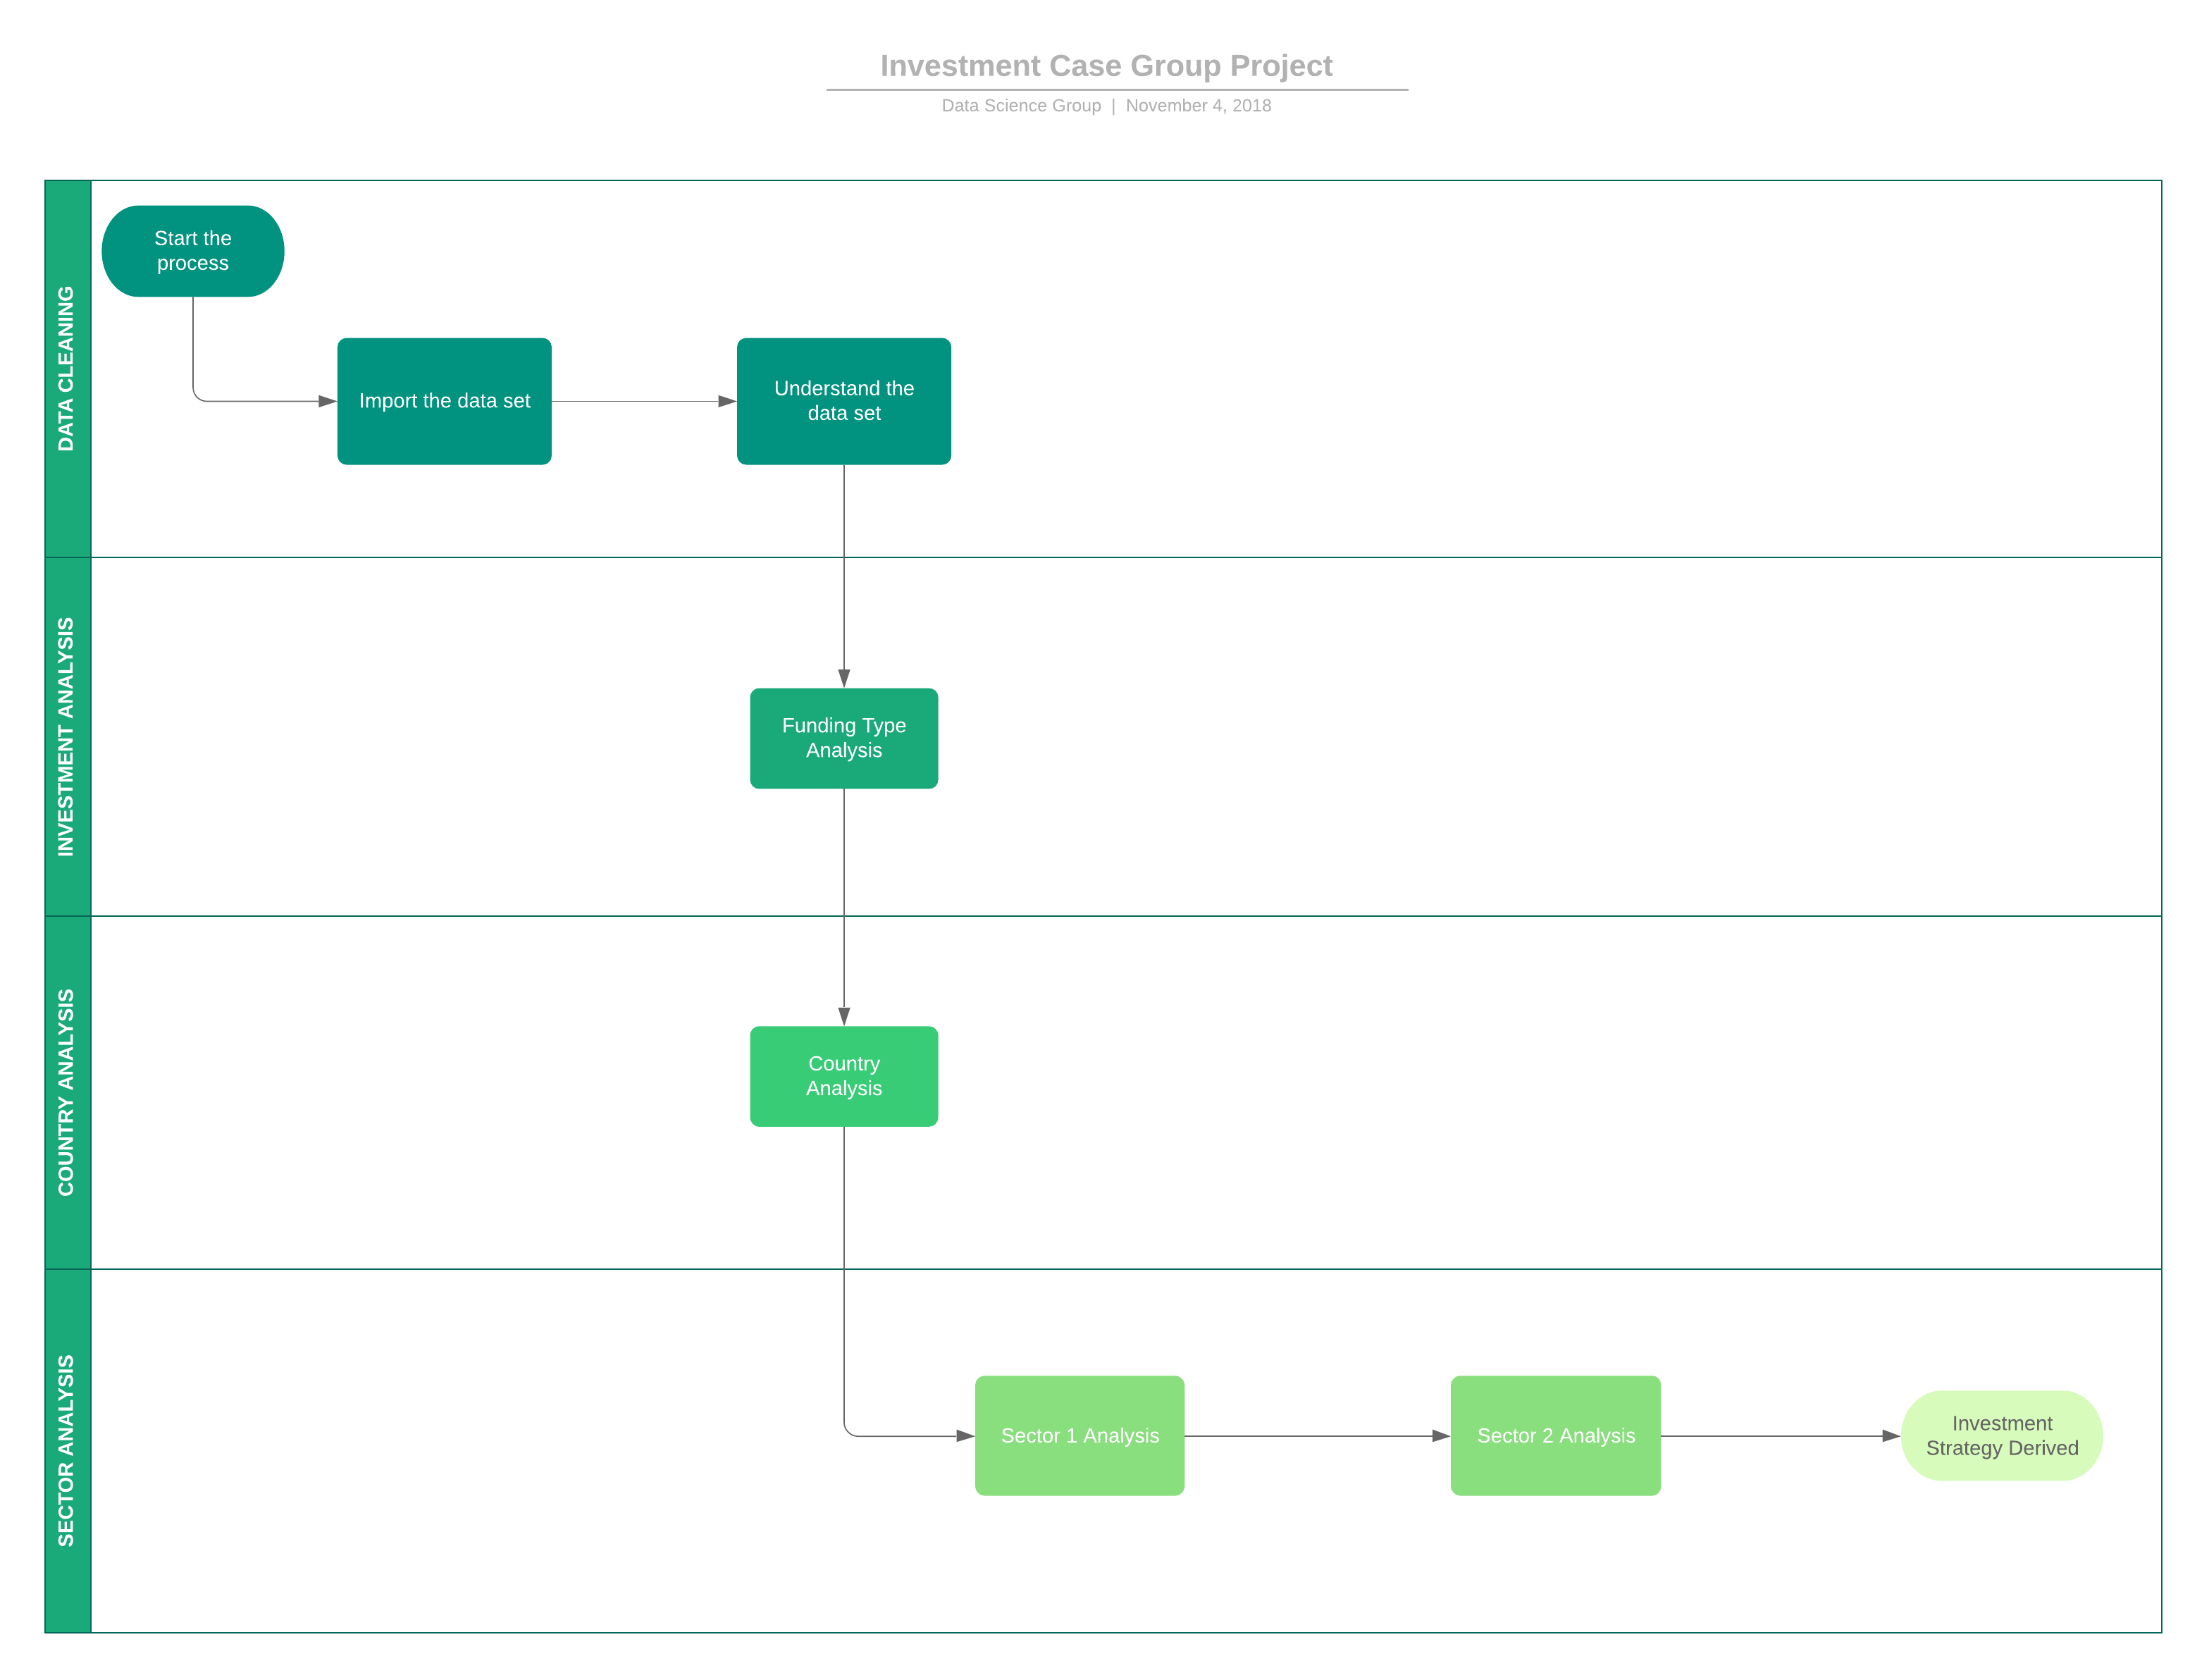 Investment Case Group Project
Data Science Group | November 4, 2018
DATA CLEANING
Start the
process
Import the data set
Understand the
data set
INVESTMENT ANALYSIS
Funding Type
Analysis
COUNTRY ANALYSIS
Country
Analysis
SECTOR ANALYSIS
Sector 1 Analysis
Sector 2 Analysis
Investment
Strategy Derived